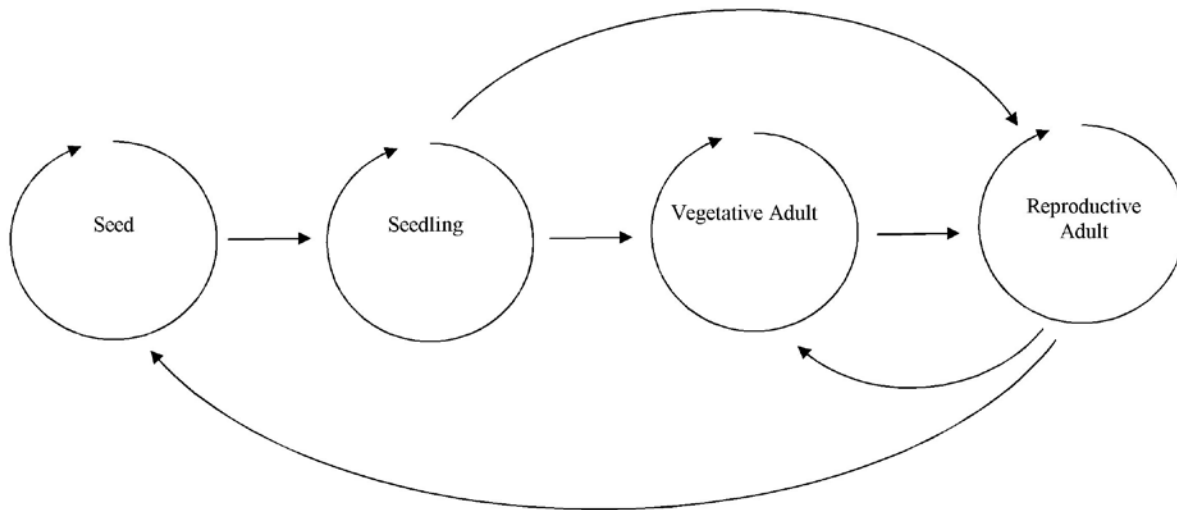 Seed
Seedling
Vegetative Adult
Reproductive
Adult